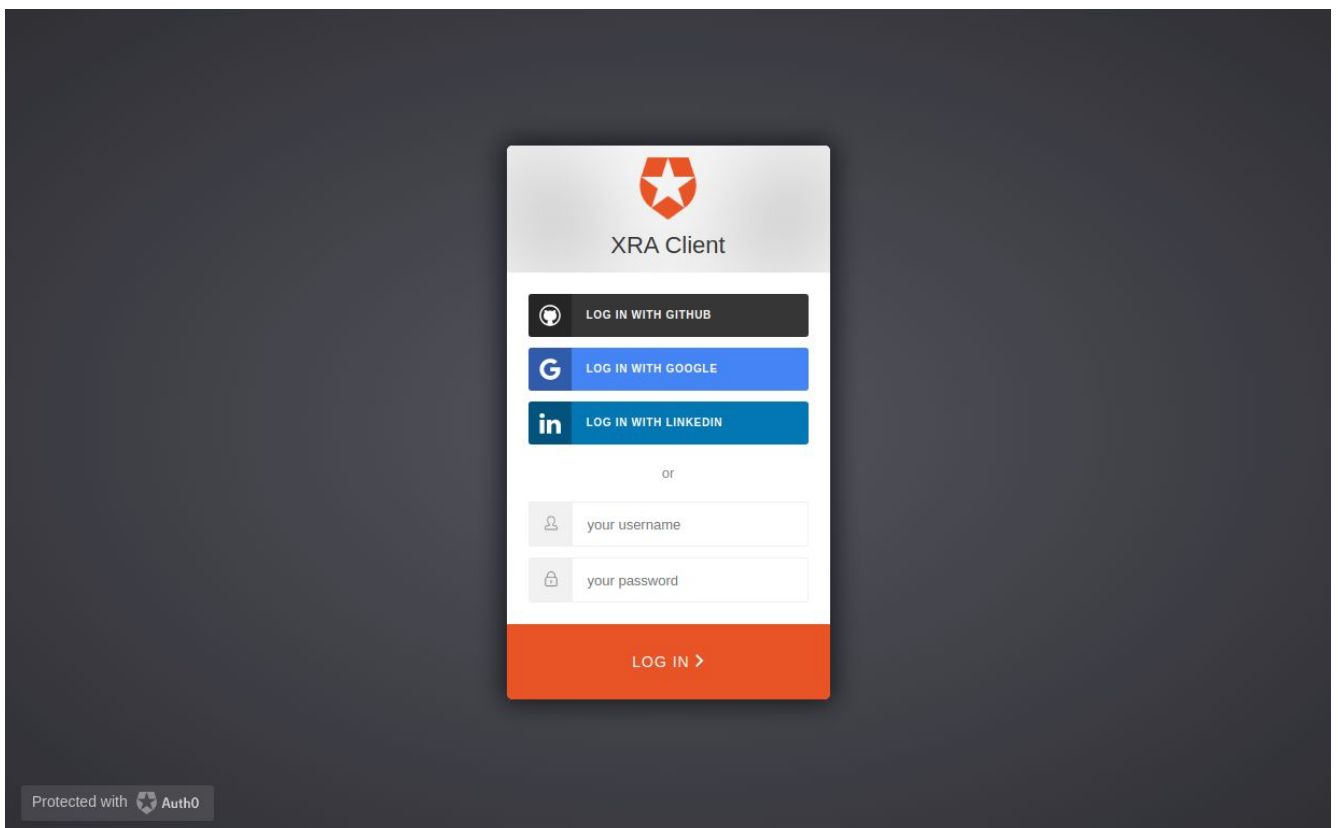 XRA Client
LOG IN WITH GITHUB
G LOG IN WITH GOOGLE
in LOG IN WITH LINKEDIN
or
your username
your password
LOG IN >
Protected with Auth0